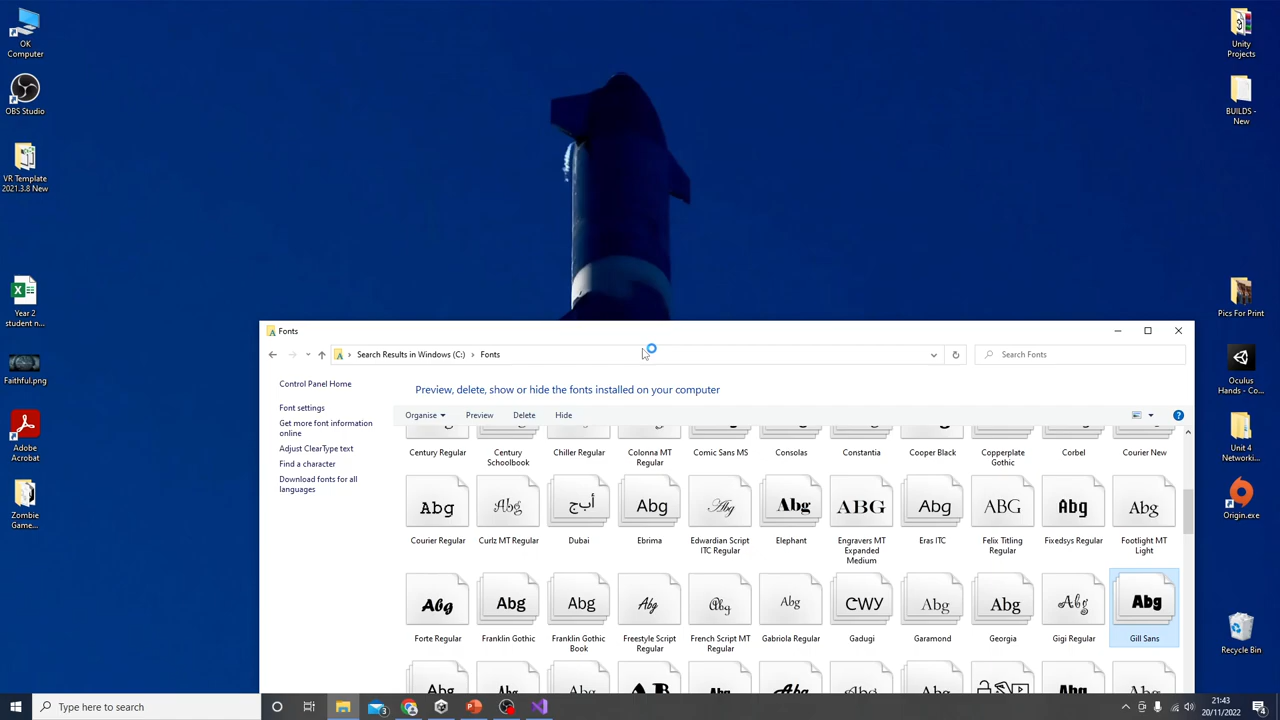 OK
Computer
OBS Studio
VR Template
2021.3.8 New
Year 2
student n...
Faithful.png
Adobe
Acrobat
Zombie
Game...
Unity
Projects
BUILDS -
New
Pics For Print
Oculus
Hands - Co...
Unit 4
Networki...
Origin.exe
Recycle Bin
Fonts
Search Results in Windows (C:) > Fonts
Search Fonts
Control Panel Home
Font settings
Get more font information
online
Adjust ClearType text
Find a character
Download fonts for all
languages
Preview, delete, show or hide the fonts installed on your computer
Organise Preview Delete Hide
Century Regular
Century
Schoolbook
Chiller Regular
Colonna MT
Regular
Comic Sans MS
Consolas
Constantia
Cooper Black
Copperplate
Gothic
Corbel
Courier New
Abg Abg أبج Abg Abg Abg ABG Abg ABG Abg Abg
Courier Regular
Curlz MT Regular
Dubai
Ebrima
Edwardian Script
ITC Regular
Elephant
Engravers MT
Expanded
Medium
Eras ITC
Felix Titling
Regular
Fixedsys Regular
Footlight MT
Light
Abg Abg Abg Abg Abg Abg Abg Abg Abg Abg
Forte Regular
Franklin Gothic
Franklin Gothic
Book
Freestyle Script
Regular
French Script MT
Regular
Gabriola Regular
Gadugi
Garamond
Georgia
Gigi Regular
Gill Sans
Type here to search
3
21:43
20/11/2022
4